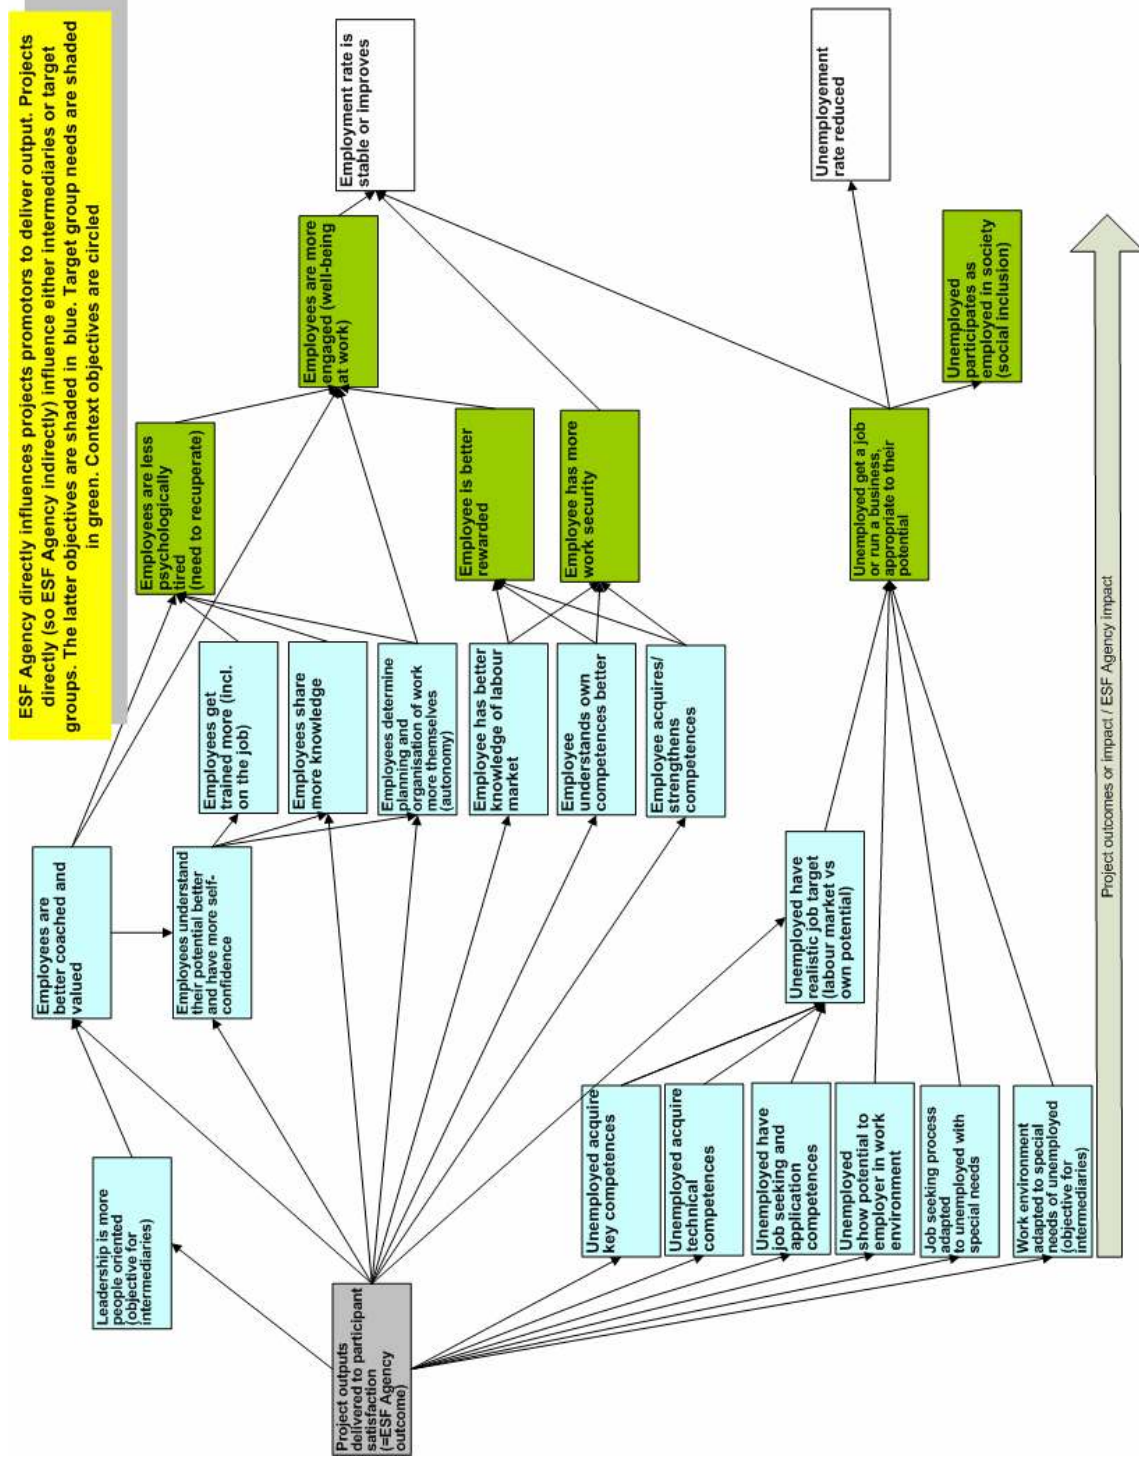 ESF Agency directly influences projects promotors to deliver output. Projects
directly (so ESF Agency indirectly) influence either intermediaries or target
groups. The latter objectives are shaded in blue. Target group needs are shaded
in green. Context objectives are circled
Leadership is more
people oriented
(objective for
intermediaries)
Employees are
better coached and
valued
Employees understand
their potential better
and have more self-
confidence
Employees get
trained more (incl.
on the job)
Employees share
more knowledge
Employees determine
planning and
organisation of work
more themselves
(autonomy)
Employee has better
knowledge of labour
market
Employee
understands own
competences better
Employee acquires/
strengthens
competences
Employees are less
psychologically
tired
(need to recuperate)
Employee is better
rewarded
Employee has more
work security
Employees are more
engaged (well-being
at work)
Employment rate is
stable or improves
Project outputs
delivered to participant
satisfaction
(=ESF Agency
outcome)
Unemployed acquire
key competences
Unemployed acquire
technical
competences
Unemployed have
job seeking and
application
competences
Unemployed
show potential to
employer in work
environment
Job seeking process
adapted
to unemployed with
special needs
Work environment
adapted to special
needs of unemployed
(objective for
intermediaries)
Unemployed have
realistic job target
(labour market vs
own potential)
Unemployed get a job
or run a business,
appropriate to their
potential
Unemployed
participates as
employed in society
(social inclusion)
Unemployement
rate reduced
Project outcomes or impact / ESF Agency impact